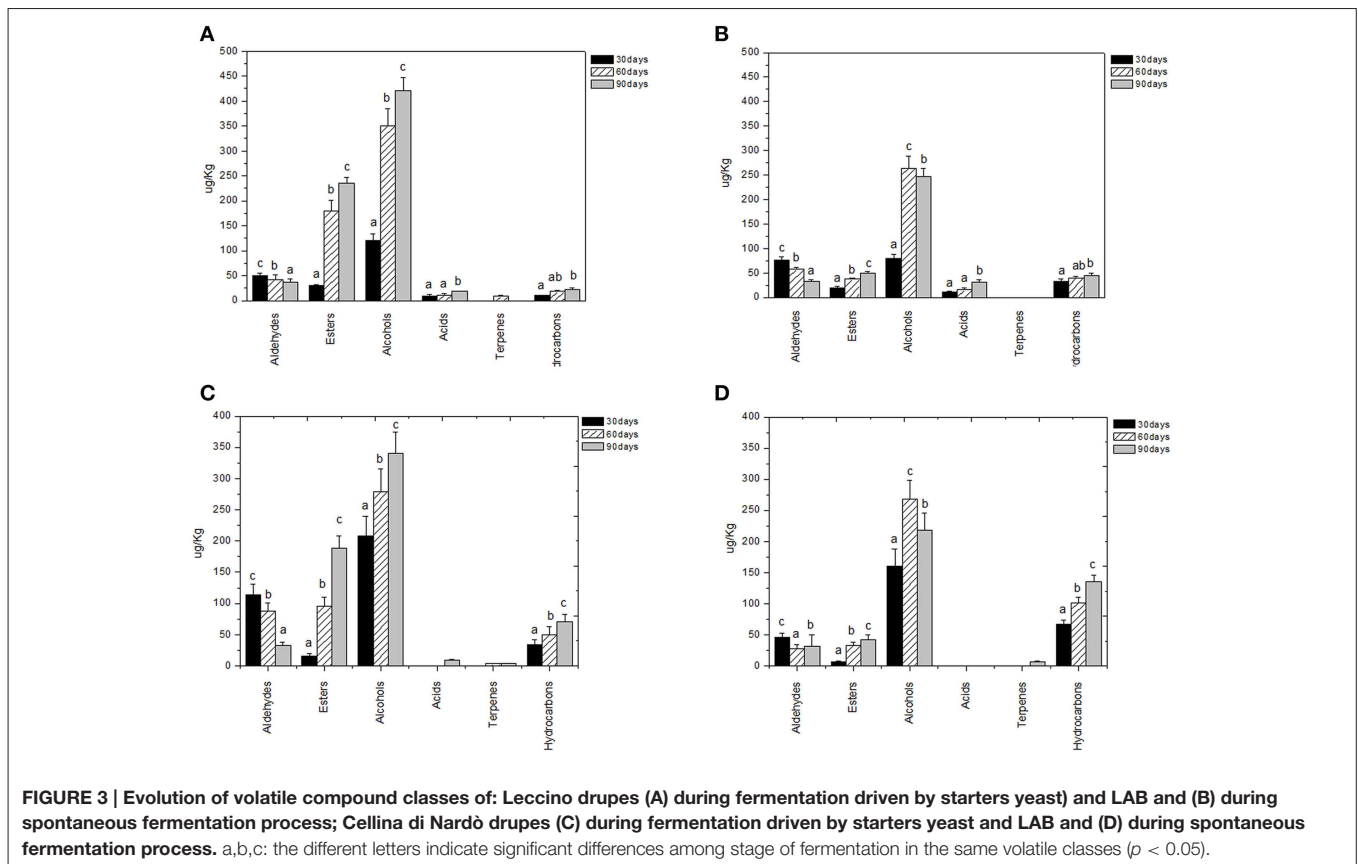 A
500
450
400
350
300
250
200
150
100
50
0
ug/Kg
30days
60days
90days
c b a
a b c
a b c
a a b
a ab b
Aldehydes
Esters
Alcohols
Acids
Terpenes
drocarbons
B
500
450
400
350
300
250
200
150
100
50
0
ug/Kg
30days
60days
90days
c b a
a b c
a c b
a a b
a ab b
Aldehydes
Esters
Alcohols
Acids
Terpenes
drocarbons
C
400
350
300
250
200
150
100
50
0
ug/Kg
30days
60days
90days
c b a
a b c
a b c
a b c
Aldehydes
Esters
Alcohols
Acids
Terpenes
Hydrocarbons
D
400
350
300
250
200
150
100
50
0
ug/Kg
30days
60days
90days
c a b
a b c
a c b
a b c
Aldehydes
Esters
Alcohols
Acids
Terpenes
Hydrocarbons
FIGURE 3 | Evolution of volatile compound classes of: Leccino drupes (A) during fermentation driven by starters yeast) and LAB and (B) during
spontaneous fermentation process; Cellina di Nardò drupes (C) during fermentation driven by starters yeast and LAB and (D) during spontaneous
fermentation process. a,b,c: the different letters indicate significant differences among stage of fermentation in the same volatile classes (p < 0.05).